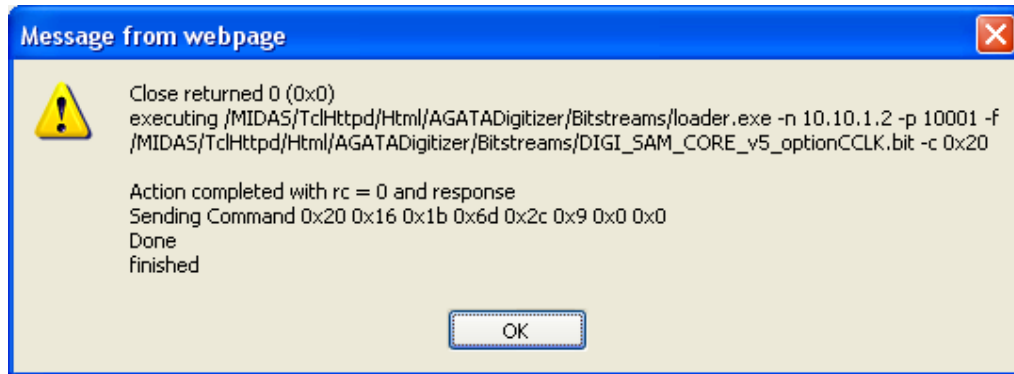 Message from webpage
Close returned 0 (0x0)
executing /MIDAS/TclHttpd/Html/AGATADigitizer/Bitstreams/loader.exe -n 10.10.1.2 -p 10001 -f
/MIDAS/TclHttpd/Html/AGATADigitizer/Bitstreams/DIGI_SAM_CORE_v5_optionCCLK.bit -c 0x20
Action completed with rc = 0 and response
Sending Command 0x20 0x16 0x1b 0x6d 0x2c 0x9 0x0 0x0
Done
finished
OK